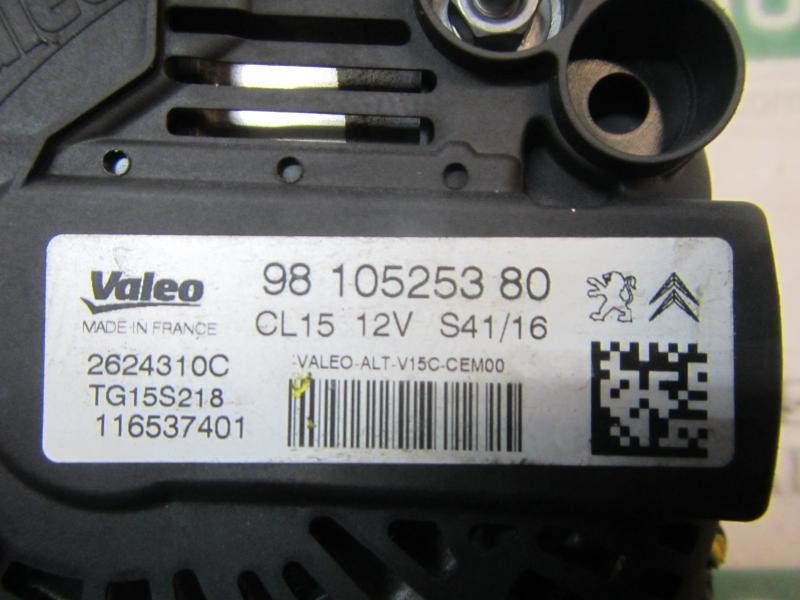 Valeo
MADE IN FRANCE
98 105253 80
CL15 12V S41/16
2624310C
TG15S218
116537401
VALEO-ALT-V15C-CEM00